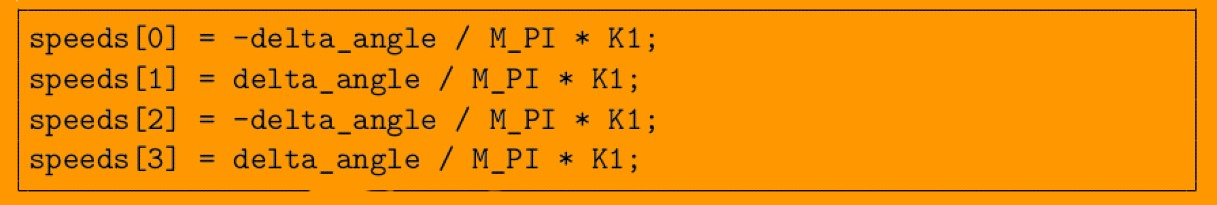 speeds[0] = -delta_angle / M_PI * K1;
speeds[1] = delta_angle / M_PI * K1;
speeds[2] = -delta_angle / M_PI * K1;
speeds[3] = delta_angle / M_PI * K1;